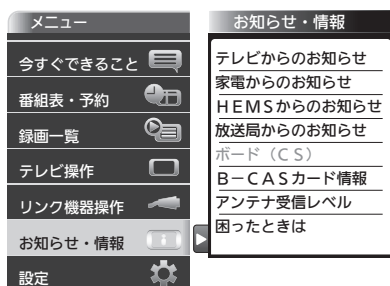 メニュー
今すぐできること
番組表・予約
録画一覧
テレビ操作
リンク機器操作
お知らせ・情報
設定
お知らせ・情報
テレビからのお知らせ
家電からのお知らせ
ＨＥＭＳからのお知らせ
放送局からのお知らせ
ボード（ＣＳ）
Ｂ－ＣＡＳカード情報
アンテナ受信レベル
困ったときは